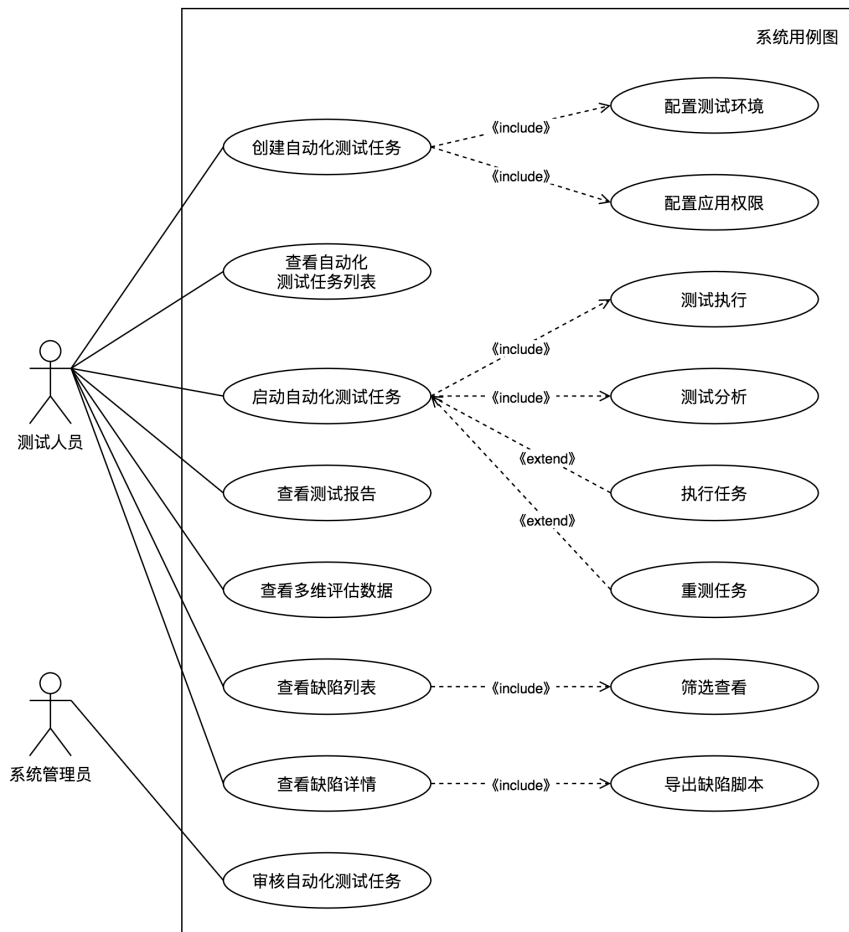 系统用例图
配置测试环境
《include》
创建自动化测试任务
《include》
配置应用权限
查看自动化
测试任务列表
测试执行
《include》
启动自动化测试任务
《include》
测试分析
测试人员
《extend》
查看测试报告
执行任务
《extend》
查看多维评估数据
重测任务
查看缺陷列表
《include》
筛选查看
系统管理员
查看缺陷详情
《include》
导出缺陷脚本
审核自动化测试任务